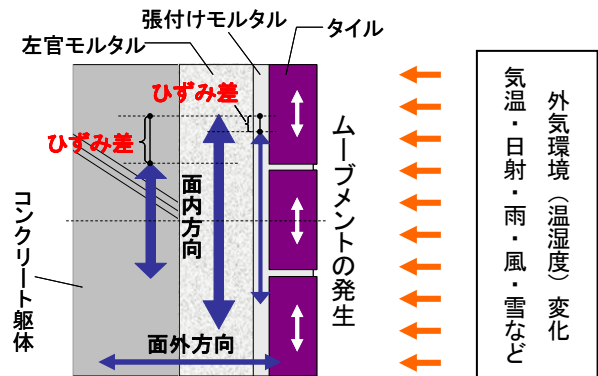 張付けモルタル
タイル
左官モルタル
ひずみ差
ひずみ差
面内方向
ムーブメントの発生
コンクリート躯体
面外方向
外気環境（温湿度）変化
気温・日射・雨・風・雪など